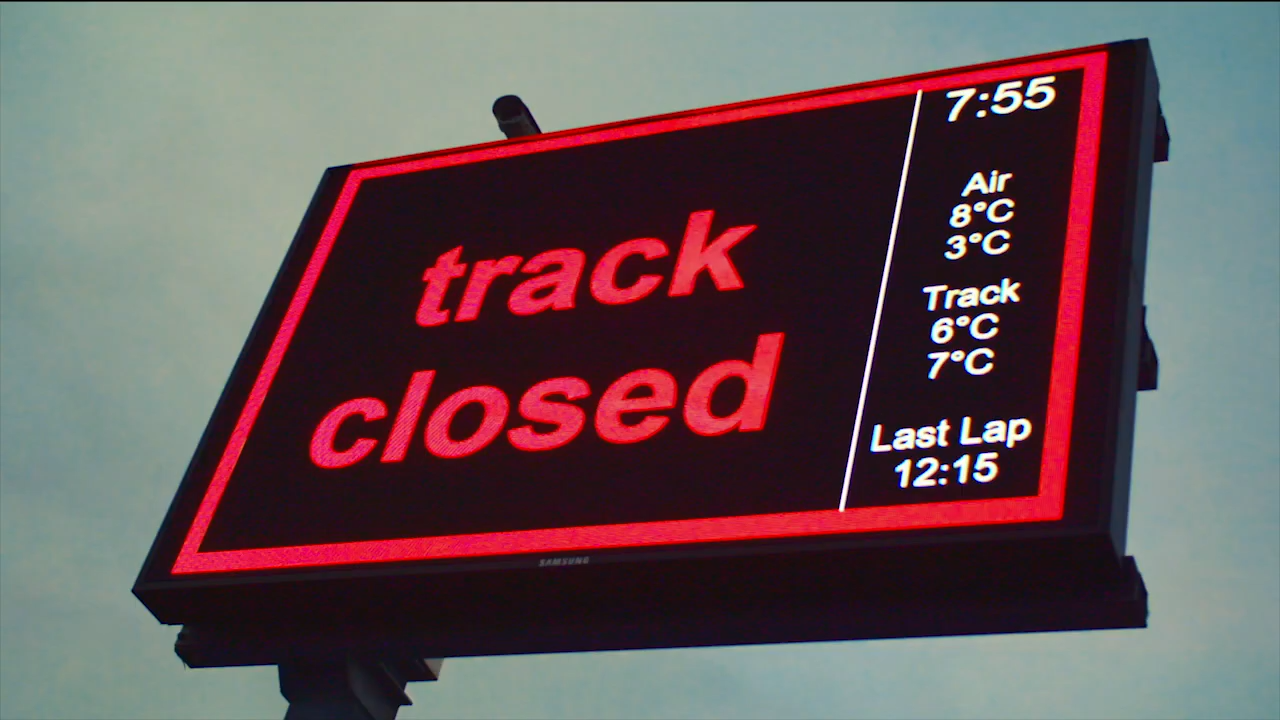 track
closed
7:55
Air
8°C
3°C
Track
6°C
7°C
Last Lap
12:15
SAMSUNG